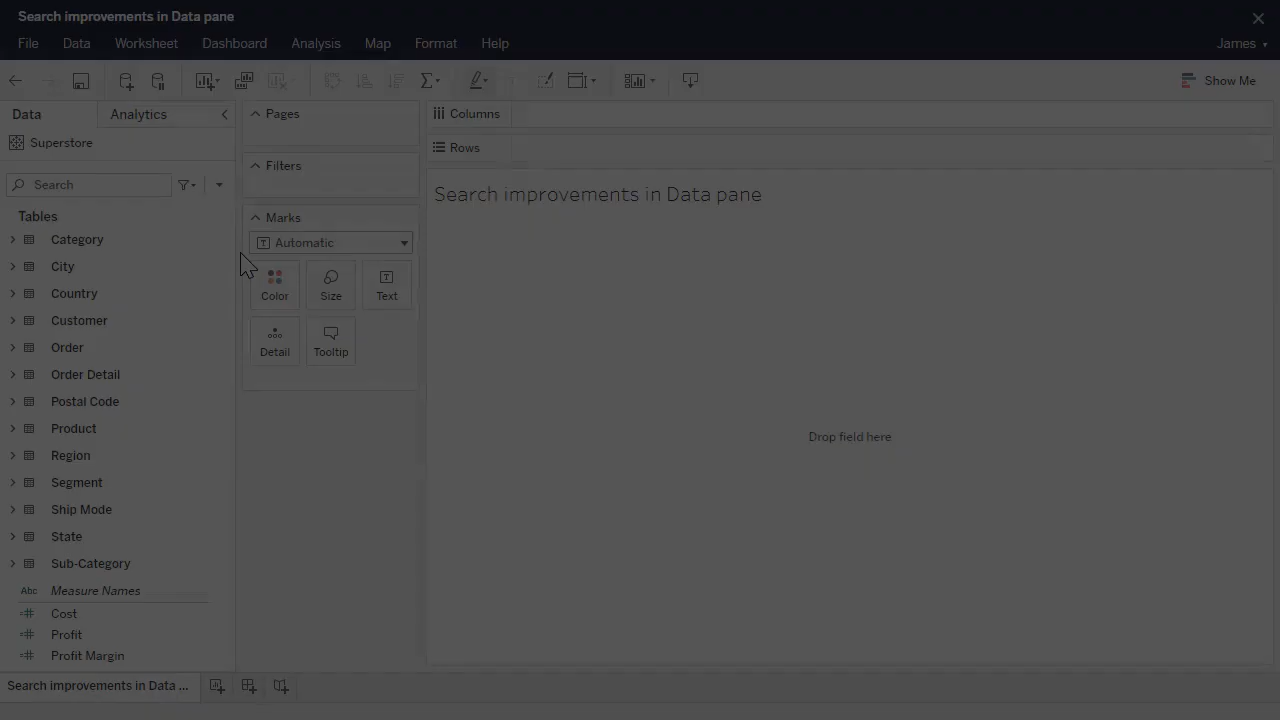 Search improvements in Data pane
File Data Worksheet Dashboard Analysis Map Format Help James
Show Me
Data Analytics
Superstore
Search
Tables
Category
City
Country
Customer
Order
Order Detail
Postal Code
Product
Region
Segment
Ship Mode
State
Sub-Category
Abc Measure Names
Cost
Profit
Profit Margin
Pages
Filters
Marks
T Automatic
Color Size T Text
Detail Tooltip
Columns
Rows
Search improvements in Data pane
Drop field here
Search improvements in Data ...